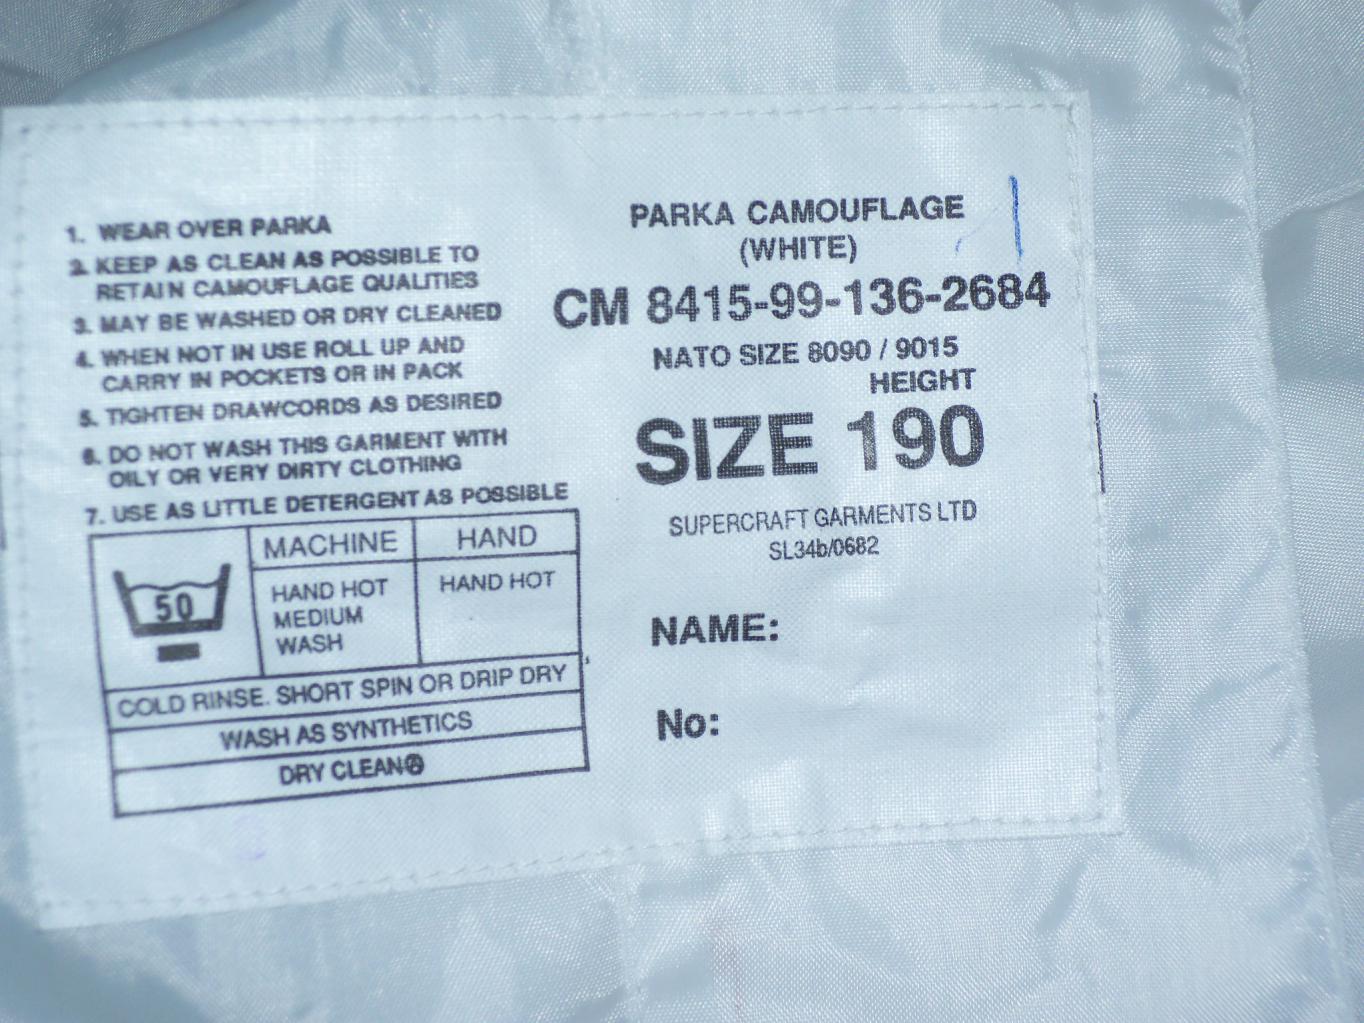 1. WEAR OVER PARKA
2. KEEP AS CLEAN AS POSSIBLE TO
RETAIN CAMOUFLAGE QUALITIES
3. MAY BE WASHED OR DRY CLEANED
4. WHEN NOT IN USE ROLL UP AND
CARRY IN POCKETS OR IN PACK
5. TIGHTEN DRAWCORDS AS DESIRED
6. DO NOT WASH THIS GARMENT WITH
OILY OR VERY DIRTY CLOTHING
7. USE AS LITTLE DETERGENT AS POSSIBLE
50
MACHINE
HAND HOT
MEDIUM
WASH
HAND
HAND HOT
COLD RINSE. SHORT SPIN OR DRIP DRY
WASH AS SYNTHETICS
DRY CLEAN Ⓐ
PARKA CAMOUFLAGE
(WHITE)
CM 8415-99-136-2684
NATO SIZE 8090 / 9015
HEIGHT
SIZE 190
SUPERCRAFT GARMENTS LTD
SL34b/0682
NAME:
No: